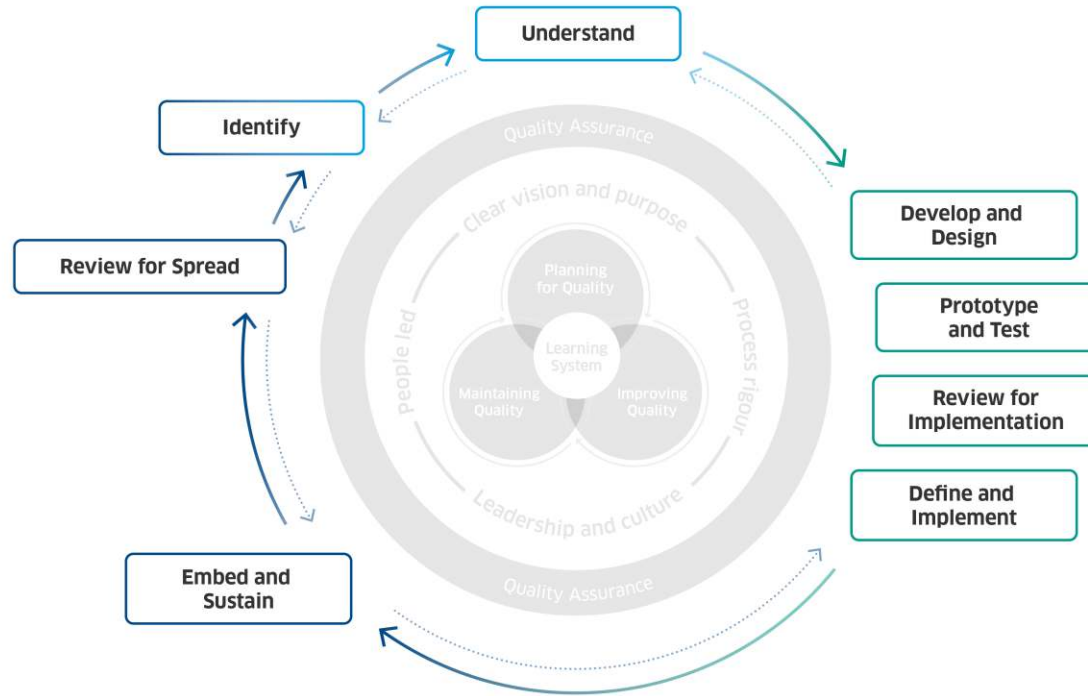 Understand
Identify
Review for Spread
Embed and
Sustain
Develop and
Design
Prototype
and Test
Review for
Implementation
Define and
Implement
Quality Assurance
Clear vision and purpose
People led
Process rigour
Leadership and culture
Quality Assurance
Planning
for Quality
Learning
System
Maintaining
Quality
Improving
Quality